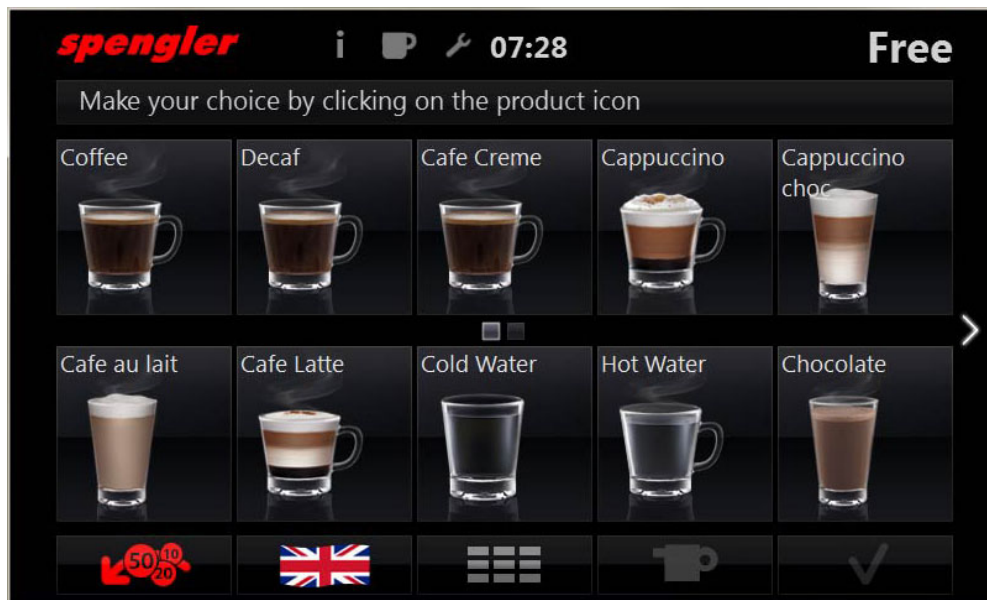 spengler
i
07:28
Free
Make your choice by clicking on the product icon
Coffee
Decaf
Cafe Creme
Cappuccino
Cappuccino
choc
Cafe au lait
Cafe Latte
Cold Water
Hot Water
Chocolate
50
10
20